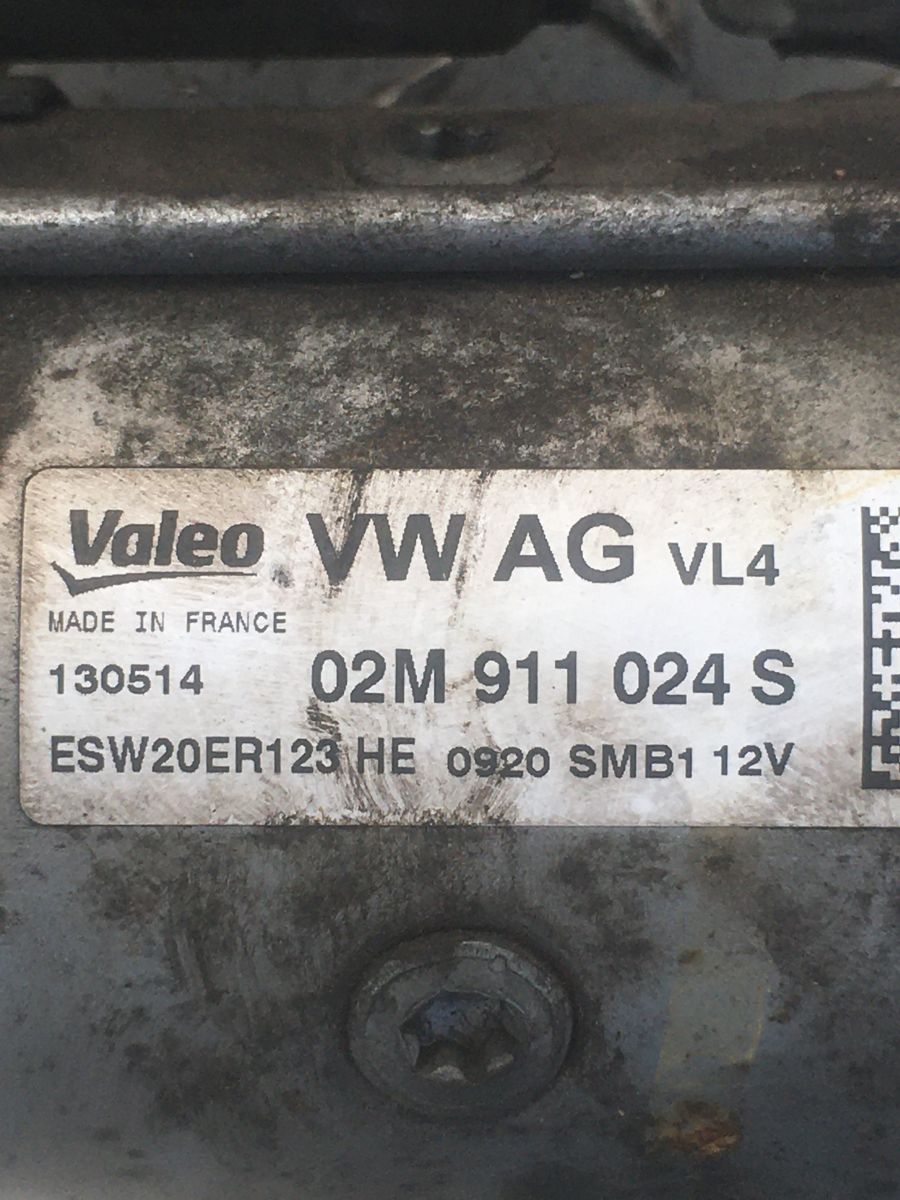 Valeo VW AG VL4
MADE IN FRANCE
130514 02M 911 024 S
ESW20ER123 HE 0920 SMB1 12V